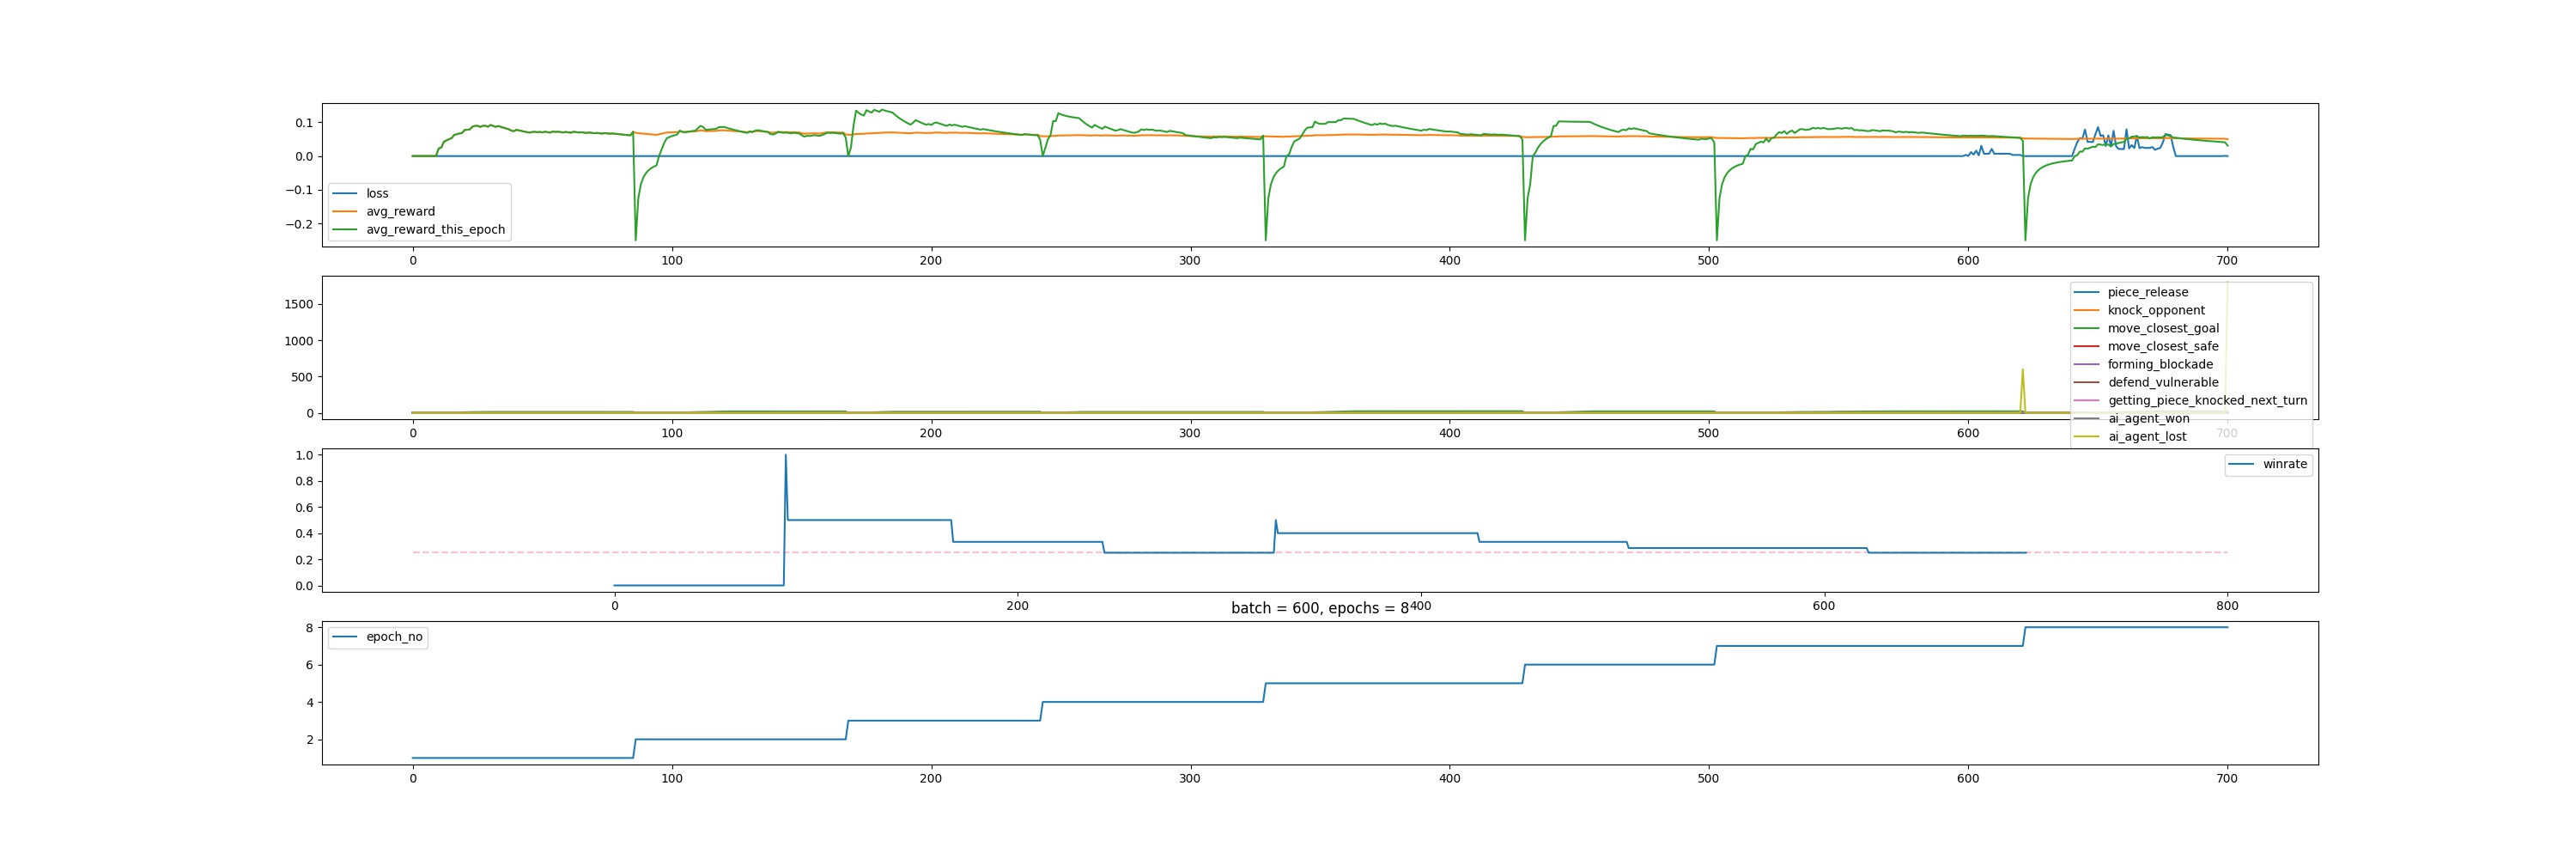 0.1
0.0
−0.1
−0.2
loss
avg_reward
avg_reward_this_epoch
0 100 200 300 400 500 600 700
1500
1000
500
0
piece_release
knock_opponent
move_closest_goal
move_closest_safe
forming_blockade
defend_vulnerable
getting_piece_knocked_next_turn
ai_agent_won
ai_agent_lost
0 100 200 300 400 500 600 700
1.0
0.8
0.6
0.4
0.2
0.0
winrate
0 200 400 600 800
batch = 600, epochs = 8
8
6
4
2
epoch_no
0 100 200 300 400 500 600 700